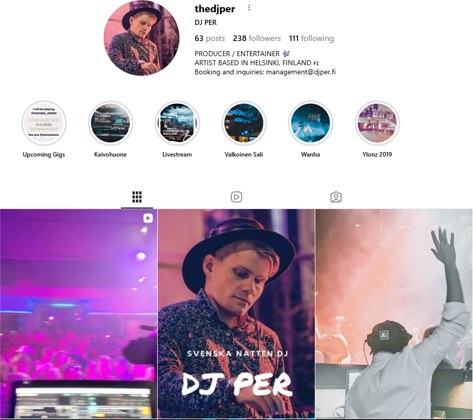 thedjper
DJ PER
63 posts 238 followers 111 following
PRODUCER / ENTERTAINER
ARTIST BASED IN HELSINKI, FINLAND
Booking and inquiries: management@djper.fi
Upcoming Gigs
Kaivohuone
Livestream
Valkoinen Sali
Wanha
Ylonz 2019
SVENSKA NATTEN DJ
DJ PER